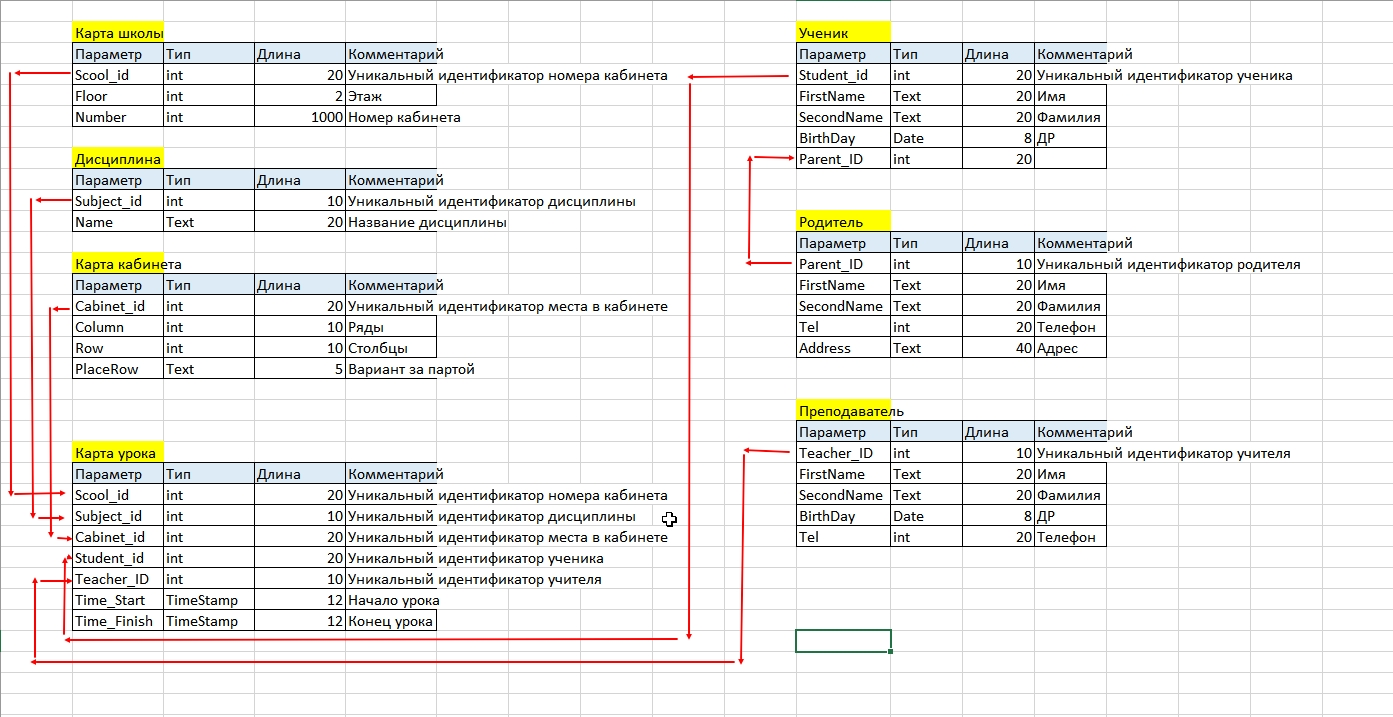 Карта школы
Параметр Тип Длина Комментарий
Scool_id int 20 Уникальный идентификатор номера кабинета
Floor int 2 Этаж
Number int 1000 Номер кабинета
Дисциплина
Параметр Тип Длина Комментарий
Subject_id int 10 Уникальный идентификатор дисциплины
Name Text 20 Название дисциплины
Карта кабинета
Параметр Тип Длина Комментарий
Cabinet_id int 20 Уникальный идентификатор места в кабинете
Column int 10 Ряды
Row int 10 Столбцы
PlaceRow Text 5 Вариант за партой
Карта урока
Параметр Тип Длина Комментарий
Scool_id int 20 Уникальный идентификатор номера кабинета
Subject_id int 10 Уникальный идентификатор дисциплины
Cabinet_id int 20 Уникальный идентификатор места в кабинете
Student_id int 20 Уникальный идентификатор ученика
Teacher_ID int 10 Уникальный идентификатор учителя
Time_Start TimeStamp 12 Начало урока
Time_Finish TimeStamp 12 Конец урока
Ученик
Параметр Тип Длина Комментарий
Student_id int 20 Уникальный идентификатор ученика
FirstName Text 20 Имя
SecondName Text 20 Фамилия
BirthDay Date 8 ДР
Parent_ID int 20
Родитель
Параметр Тип Длина Комментарий
Parent_ID int 10 Уникальный идентификатор родителя
FirstName Text 20 Имя
SecondName Text 20 Фамилия
Tel int 20 Телефон
Address Text 40 Адрес
Преподаватель
Параметр Тип Длина Комментарий
Teacher_ID int 10 Уникальный идентификатор учителя
FirstName Text 20 Имя
SecondName Text 20 Фамилия
BirthDay Date 8 ДР
Tel int 20 Телефон